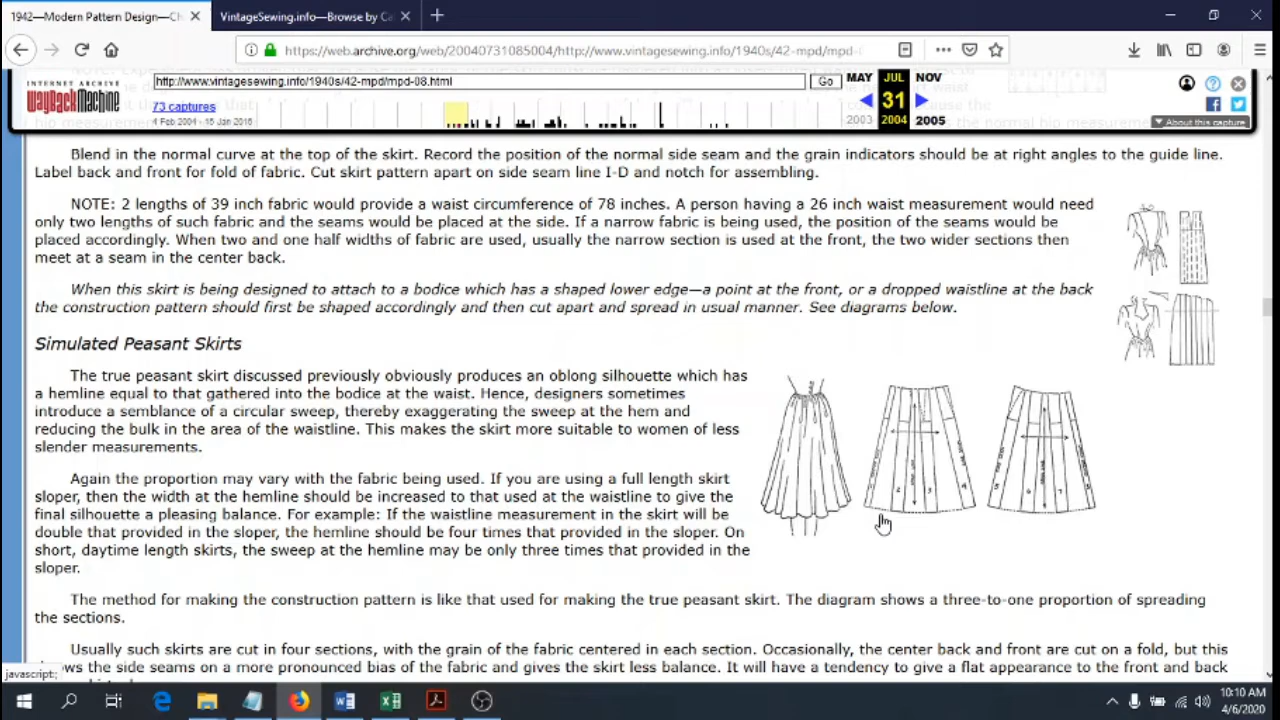 1942—Modern Pattern Design—Ch
VintageSewing.info—Browse by Ca
https://web.archive.org/web/20040731085004/http://www.vintagesewing.info/1940s/42-mpd/mpd-
INTERNET ARCHIVE
WayBackMachine
http://www.vintagesewing.info/1940s/42-mpd/mpd-08.html
Go
MAY JUL NOV
73 captures
31
4 Feb 2004 - 15 Jan 2016
2003 2004 2005
About this capture
Blend in the normal curve at the top of the skirt. Record the position of the normal side seam and the grain indicators should be at right angles to the guide line.
Label back and front for fold of fabric. Cut skirt pattern apart on side seam line I-D and notch for assembling.
NOTE: 2 lengths of 39 inch fabric would provide a waist circumference of 78 inches. A person having a 26 inch waist measurement would need
only two lengths of such fabric and the seams would be placed at the side. If a narrow fabric is being used, the position of the seams would be
placed accordingly. When two and one half widths of fabric are used, usually the narrow section is used at the front, the two wider sections then
meet at a seam in the center back.
When this skirt is being designed to attach to a bodice which has a shaped lower edge—a point at the front, or a dropped waistline at the back
the construction pattern should first be shaped accordingly and then cut apart and spread in usual manner. See diagrams below.
Simulated Peasant Skirts
The true peasant skirt discussed previously obviously produces an oblong silhouette which has
a hemline equal to that gathered into the bodice at the waist. Hence, designers sometimes
introduce a semblance of a circular sweep, thereby exaggerating the sweep at the hem and
reducing the bulk in the area of the waistline. This makes the skirt more suitable to women of less
slender measurements.
Again the proportion may vary with the fabric being used. If you are using a full length skirt
sloper, then the width at the hemline should be increased to that used at the waistline to give the
final silhouette a pleasing balance. For example: If the waistline measurement in the skirt will be
double that provided in the sloper, the hemline should be four times that provided in the sloper. On
short, daytime length skirts, the sweep at the hemline may be only three times that provided in the
sloper.
The method for making the construction pattern is like that used for making the true peasant skirt. The diagram shows a three-to-one proportion of spreading
the sections.
Usually such skirts are cut in four sections, with the grain of the fabric centered in each section. Occasionally, the center back and front are cut on a fold, but this
the side seams on a more pronounced bias of the fabric and gives the skirt less balance. It will have a tendency to give a flat appearance to the front and back
javascript:;
10:10 AM
4/6/2020